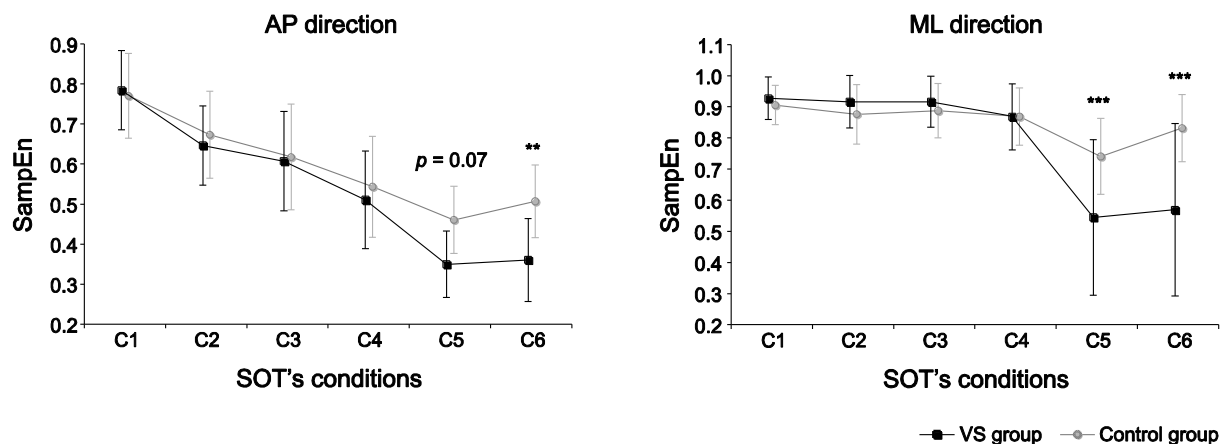 AP direction
0.9
0.8
0.7
0.6
0.5
0.4
0.3
0.2
SampEn
p = 0.07
**
C1 C2 C3 C4 C5 C6
SOT's conditions
ML direction
1.1
1.0
0.9
0.8
0.7
0.6
0.5
0.4
0.3
0.2
SampEn
***
***
C1 C2 C3 C4 C5 C6
SOT's conditions
VS group Control group